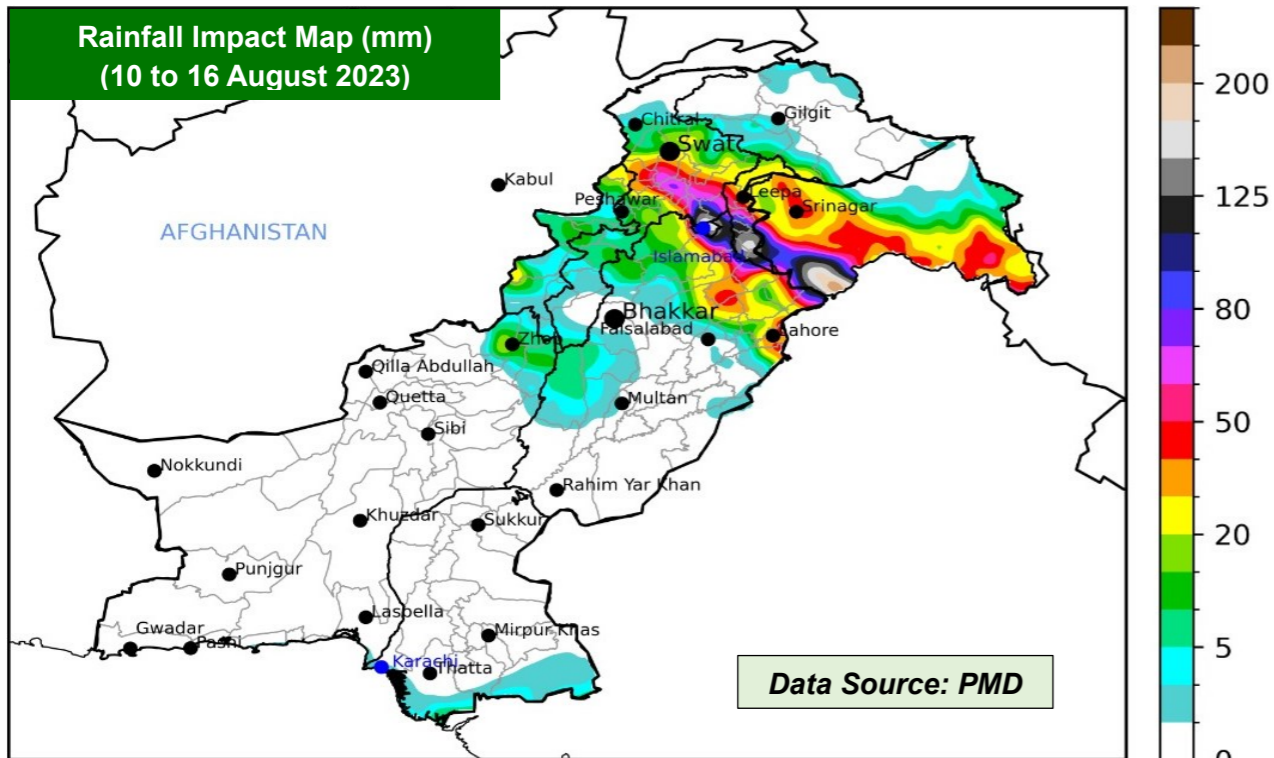 Rainfall Impact Map (mm)
(10 to 16 August 2023)
200
125
80
50
20
5
0
Chitral
Gilgit
Swat
Kabul
Leepa
Peshawar
Srinagar
AFGHANISTAN
Islamabad
Bhakkar
Faisalabad
Lahore
Zhob
Qilla Abdullah
Quetta
Multan
Sibi
Nokkundi
Rahim Yar Khan
Khuzdar
Sukkur
Punjgur
Lasbella
Gwadar
Pashi
Mirpur Khas
Karachi
Thatta
Data Source: PMD